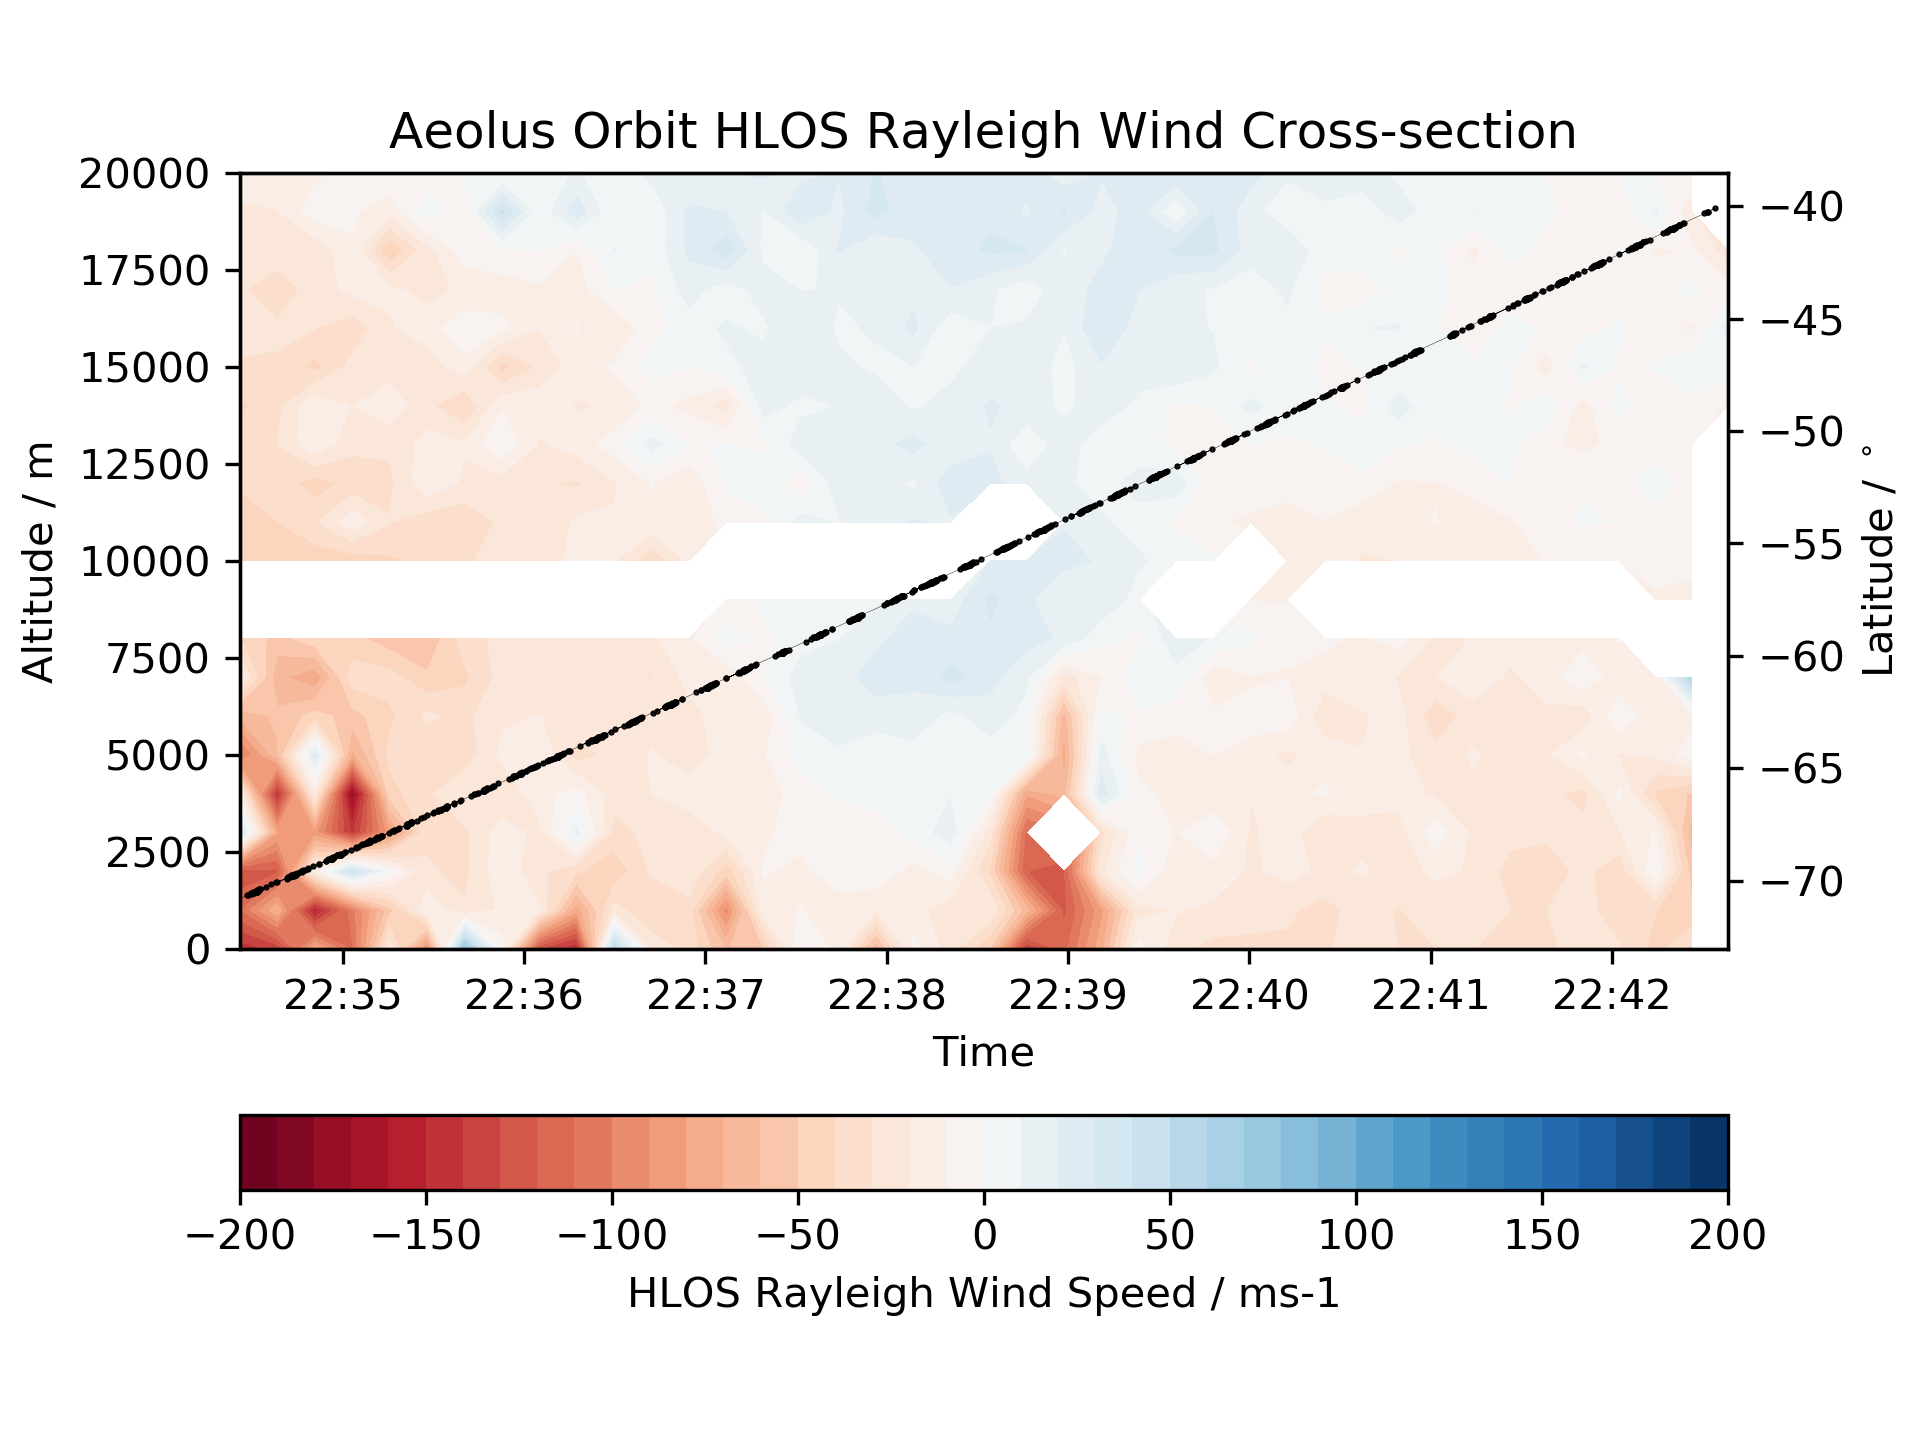 Aeolus Orbit HLOS Rayleigh Wind Cross-section
20000
17500
15000
12500
10000
7500
5000
2500
0
Altitude / m
−40
−45
−50
−55
−60
−65
−70
Latitude / °
22:35 22:36 22:37 22:38 22:39 22:40 22:41 22:42
Time
−200 −150 −100 −50 0 50 100 150 200
HLOS Rayleigh Wind Speed / ms-1